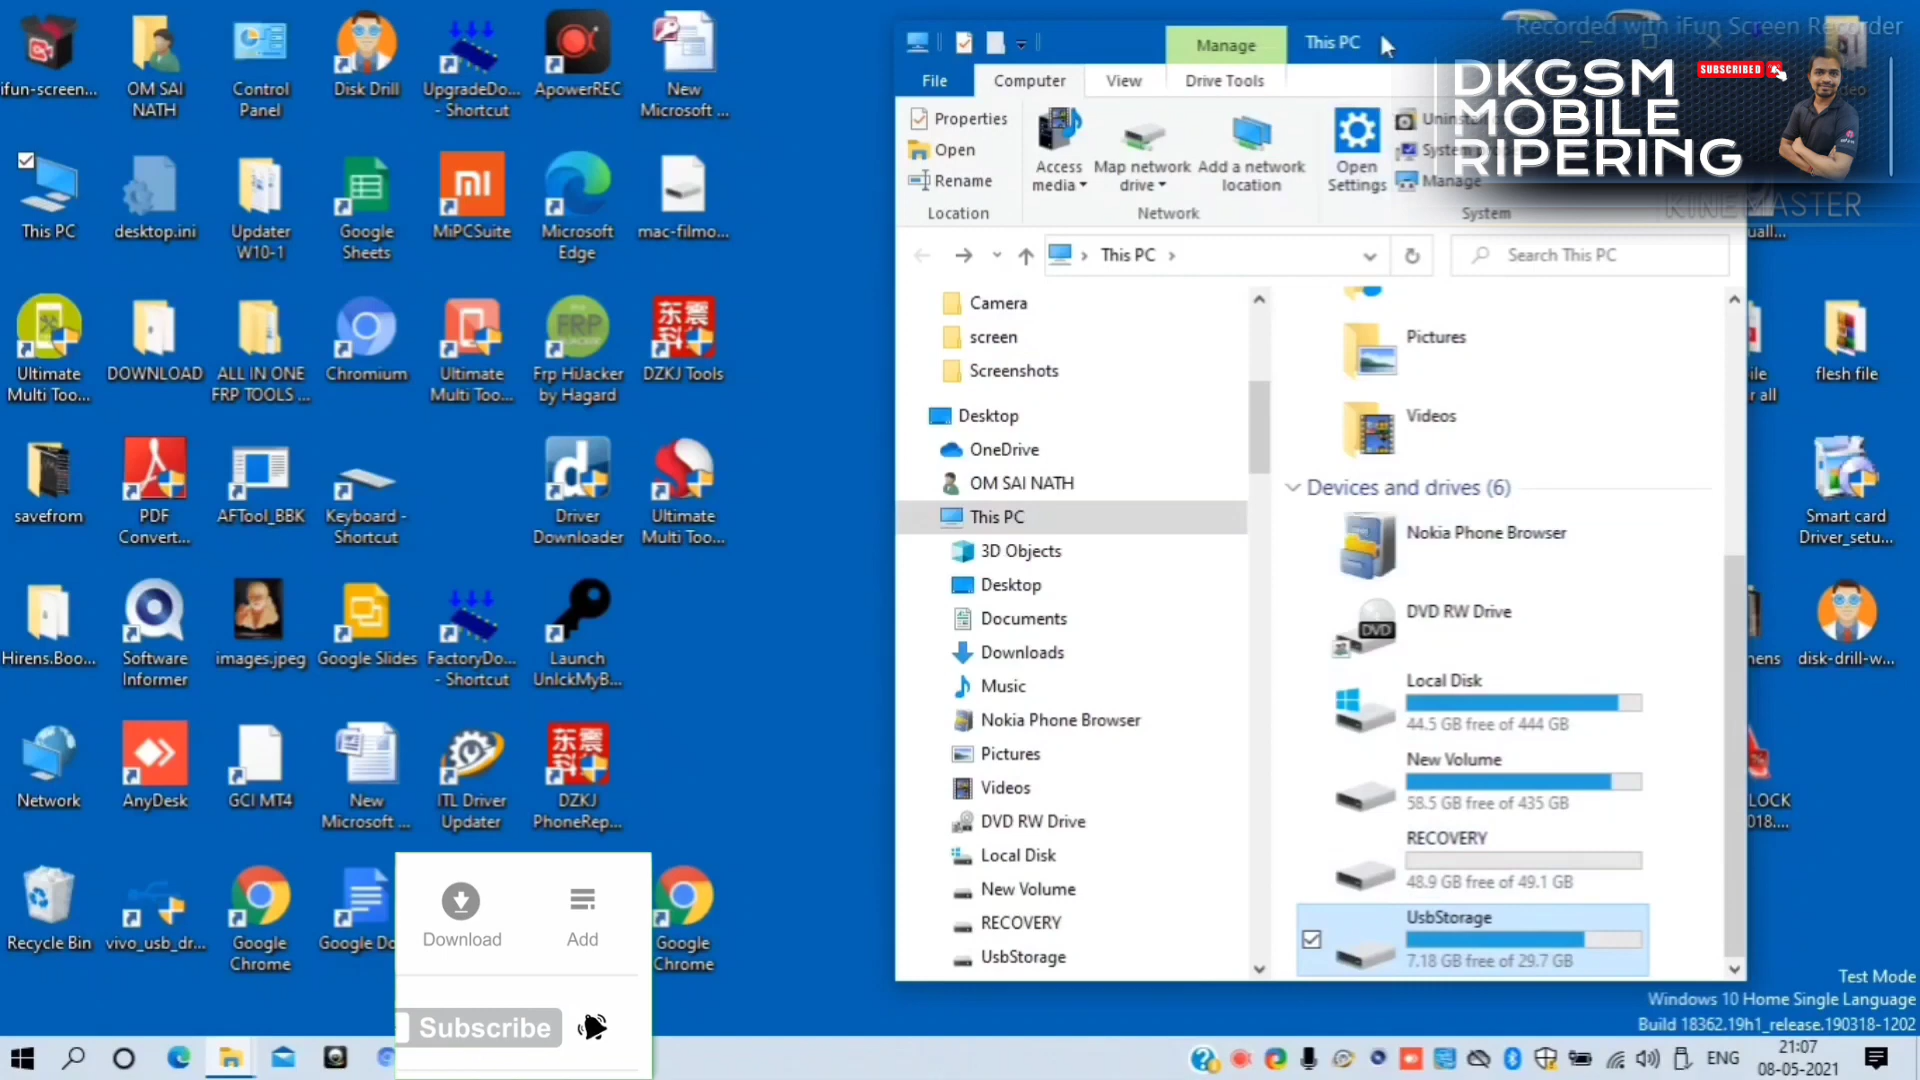 Recorded with iFun Screen Recorder
DKGSM
MOBILE
RIPERING
SUBSCRIBED
KINEMASTER
ifun-screen...
OM SAI
NATH
Control
Panel
Disk Drill
UpgradeDo...
- Shortcut
ApowerREC
New
Microsoft ...
This PC
desktop.ini
Updater
W10-1
Google
Sheets
MiPCSuite
Microsoft
Edge
mac-filmo...
Ultimate
Multi Too...
DOWNLOAD
ALL IN ONE
FRP TOOLS ...
Chromium
Ultimate
Multi Too...
Frp HiJacker
by Hagard
DZKJ Tools
savefrom
PDF
Convert...
AFTool_BBK
Keyboard -
Shortcut
Driver
Downloader
Ultimate
Multi Too...
Hirens.Boo...
Software
Informer
images.jpeg
Google Slides
FactoryDo...
- Shortcut
Launch
UnlckMyB...
Network
AnyDesk
GCI MT4
New
Microsoft ...
ITL Driver
Updater
DZKJ
PhoneRep...
Recycle Bin
vivo_usb_dr...
Google
Chrome
Google Do
Google
Chrome
mi
FRP
东震
科
东震
科
Download
Add
Subscribe
Manage
This PC
File
Computer
View
Drive Tools
Properties
Open
Rename
Location
Access
media
Map network
drive
Add a network
location
Network
Open
Settings
Uninst
System
Manage
System
This PC
Search This PC
Camera
screen
Screenshots
Desktop
OneDrive
OM SAI NATH
This PC
3D Objects
Desktop
Documents
Downloads
Music
Nokia Phone Browser
Pictures
Videos
DVD RW Drive
Local Disk
New Volume
RECOVERY
UsbStorage
Pictures
Videos
Devices and drives (6)
Nokia Phone Browser
DVD
DVD RW Drive
Local Disk
44.5 GB free of 444 GB
New Volume
58.5 GB free of 435 GB
RECOVERY
48.9 GB free of 49.1 GB
UsbStorage
7.18 GB free of 29.7 GB
flesh file
Smart card
Driver_setu...
disk-drill-w...
Test Mode
Windows 10 Home Single Language
Build 18362.19h1_release.190318-1202
ENG
21:07
08-05-2021